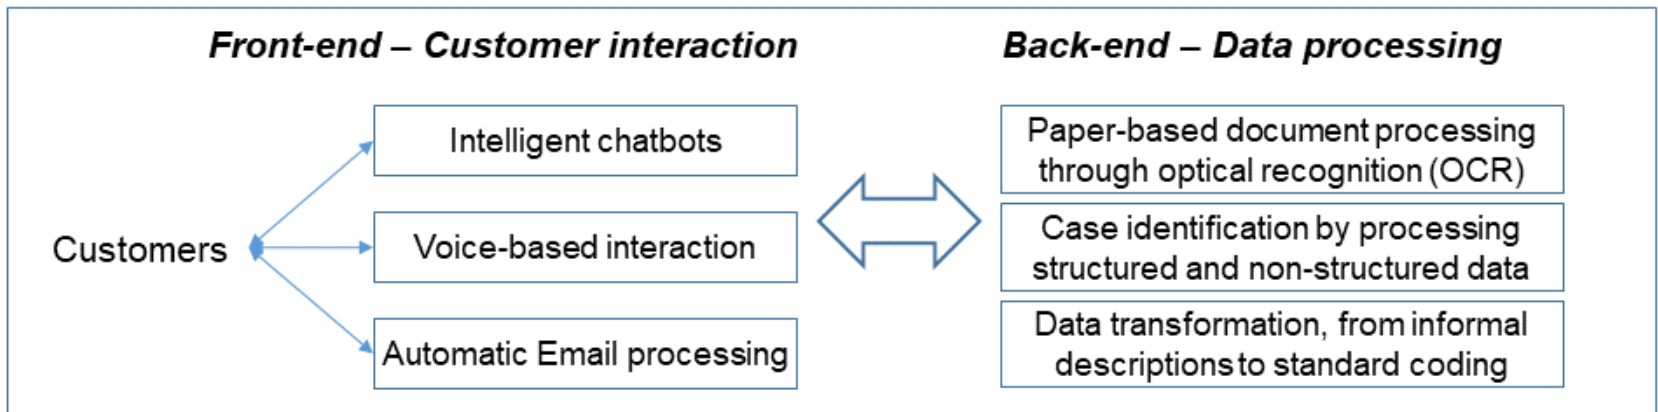 Front-end – Customer interaction
Back-end – Data processing
Customers
Intelligent chatbots
Voice-based interaction
Automatic Email processing
Paper-based document processing
through optical recognition (OCR)
Case identification by processing
structured and non-structured data
Data transformation, from informal
descriptions to standard coding